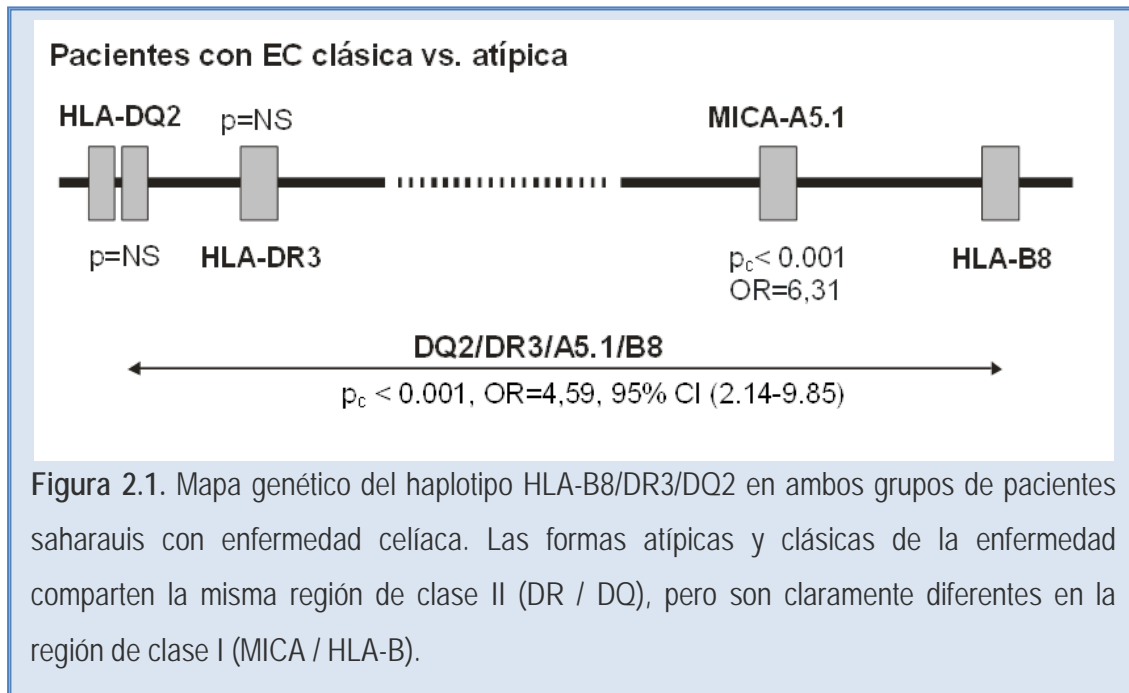 Pacientes con EC clásica vs. atípica
HLA-DQ2 p=NS MICA-A5.1
p=NS HLA-DR3 pc< 0.001 HLA-B8
OR=6,31
DQ2/DR3/A5.1/B8
pc < 0.001, OR=4,59, 95% CI (2.14-9.85)
Figura 2.1. Mapa genético del haplotipo HLA-B8/DR3/DQ2 en ambos grupos de pacientes
saharauis con enfermedad celíaca. Las formas atípicas y clásicas de la enfermedad
comparten la misma región de clase II (DR / DQ), pero son claramente diferentes en la
región de clase I (MICA / HLA-B).